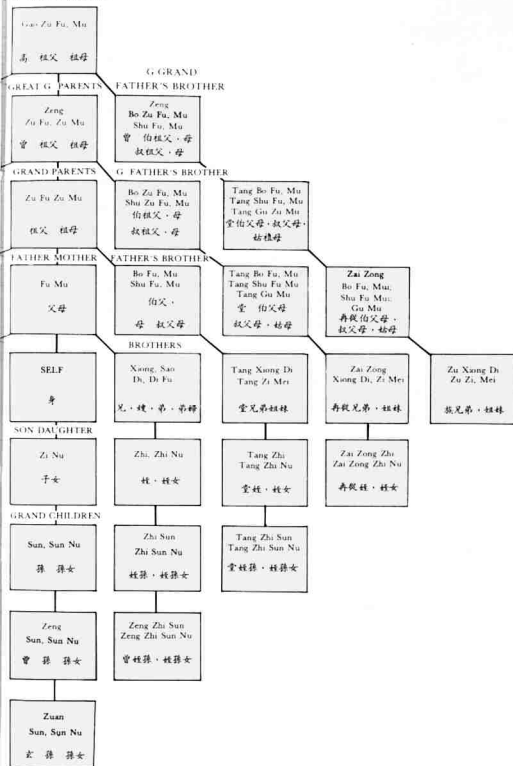 Gao Zu Fu, Mu
高 祖父 祖母
G GRAND
GREAT G PARENTS FATHER'S BROTHER
Zeng
Zu Fu, Zu Mu
曾 祖父 祖母
Zeng
Bo Zu Fu, Mu
Shu Fu, Mu
曾 伯祖父・母
叔祖父・母
GRAND PARENTS G FATHER'S BROTHER
Zu Fu Zu Mu
祖父 祖母
Bo Zu Fu, Mu
Shu Zu Fu, Mu
伯祖父・母
叔祖父・母
Tang Bo Fu, Mu
Tang Shu Fu, Mu
Tang Gu Zu Mu
堂伯父母・叔父母・
FATHER MOTHER FATHER'S BROTHER
Fu Mu
父母
Bo Fu, Mu
Shu Fu, Mu
伯父・
母 叔父母
Tang Bo Fu, Mu
Tang Shu Fu Mu
Tang Gu Mu
堂 伯父母
叔父母・姑母
Zai Zong
Bo Fu, Mui;
Shu Fu Mui;
Gu Mu
再從伯父母・
叔父母・姑母
BROTHERS
SELF
身
Xiong, Sao
Di, Di Fu
兄・嫂・弟・弟婦
Tang Xiong Di
Tang Zi Mei
堂兄弟姐妹
Zai Zong
Xiong Di, Zi Mei
再從兄弟・姐妹
Zu Xiong Di
Zu Zi, Mei
族兄弟・姐妹
SON DAUGHTER
Zi Nu
子女
Zhi, Zhi Nu
姪・姪女
Tang Zhi
Tang Zhi Nu
堂姪・姪女
Zai Zong Zhi
Zai Zong Zhi Nu
再從姪・姪女
GRAND CHILDREN
Sun, Sun Nu
孫 孫女
Zhi Sun
Zhi Sun Nu
姪孫・姪孫女
Tang Zhi Sun
Tang Zhi Sun Nu
堂姪孫・姪孫女
Zeng
Sun, Sun Nu
曾 孫 孫女
Zeng Zhi Sun
Zeng Zhi Sun Nu
曾姪孫・姪孫女
Zuan
Sun, Sun Nu
玄 孫 孫女